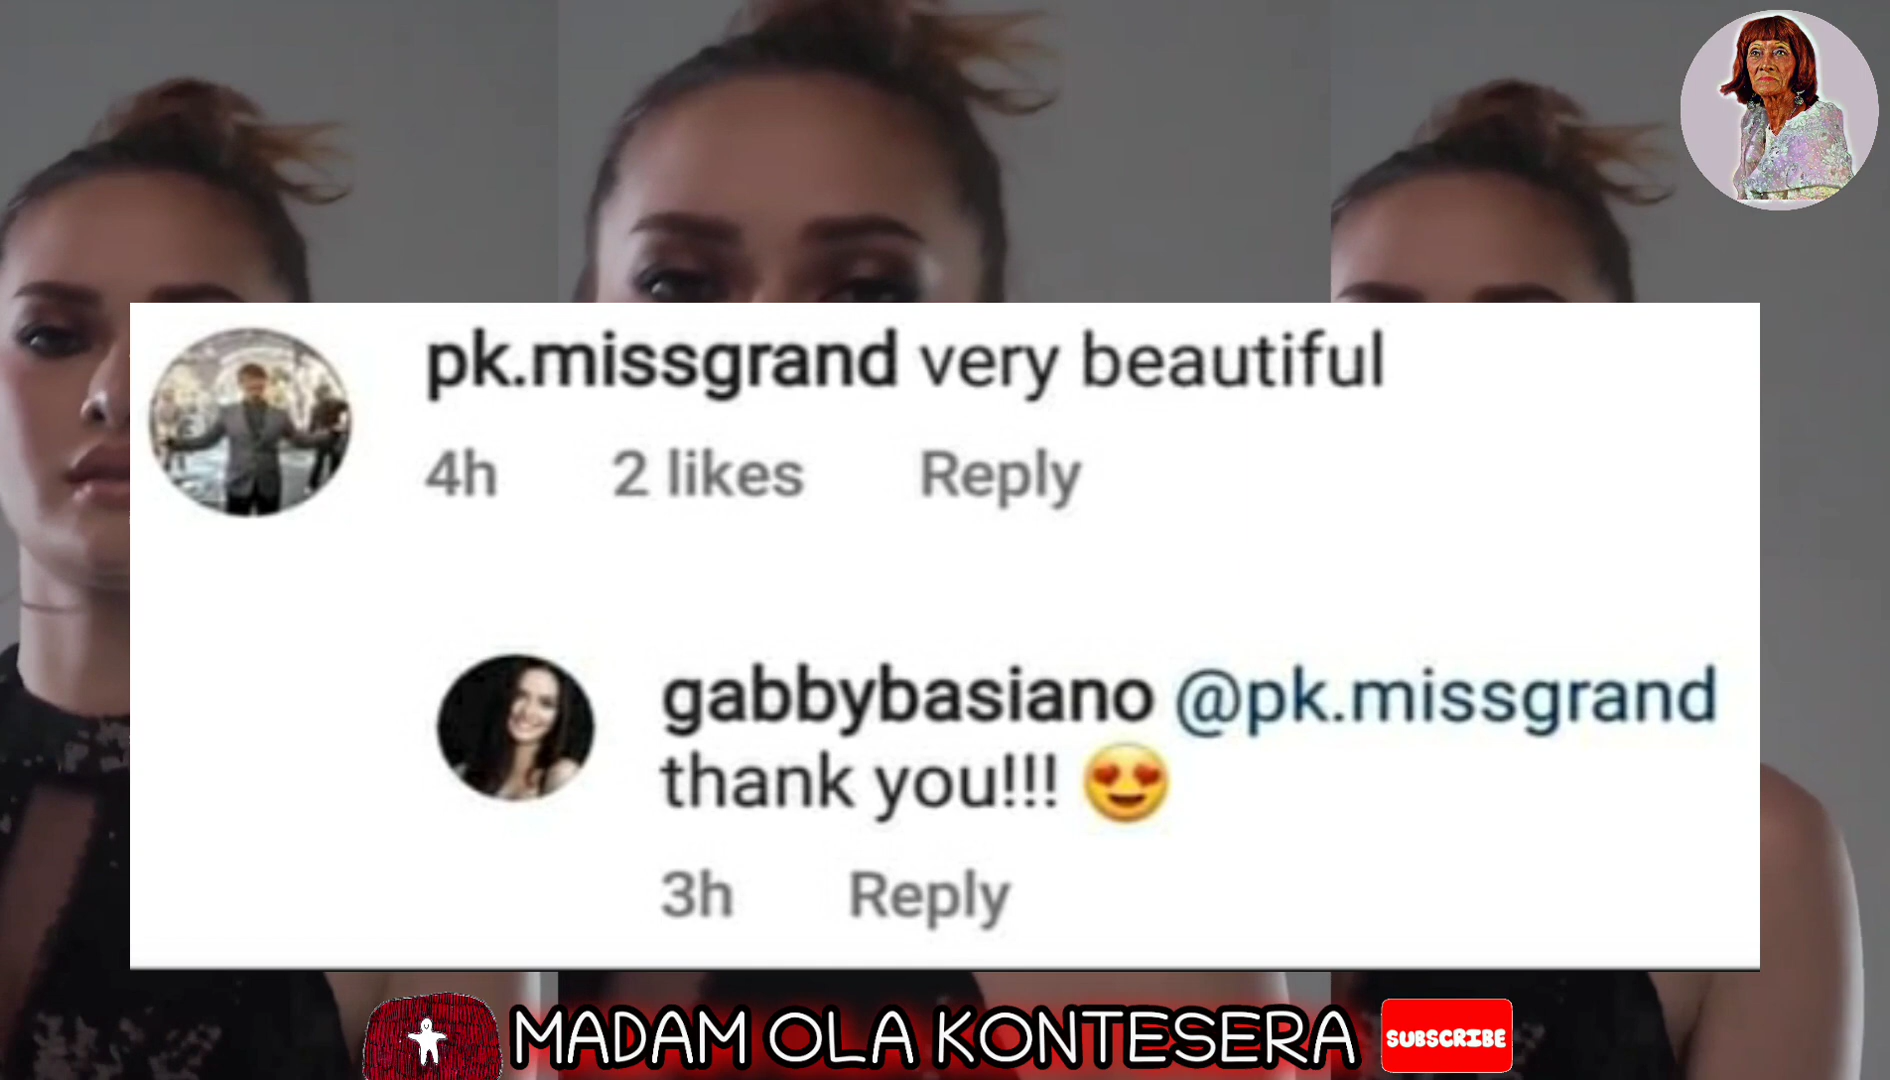 pk.missgrand very beautiful
4h 2 likes Reply
gabbybasiano @pk.missgrand
thank you!!! 😍
3h Reply
MADAM OLA KONTESERA SUBSCRIBE